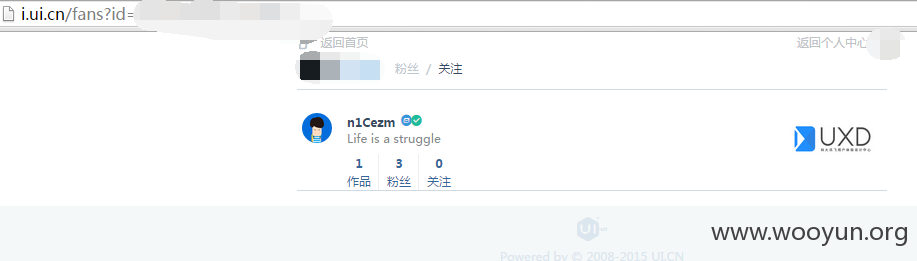 i.ui.cn/fans?id=
返回首页 返回个人中心
粉丝 / 关注
n1Cezm
Life is a struggle
1 3 0
作品 粉丝 关注
UXD
UI
www.wooyun.org
Powered by © 2008-2015 UI.CN